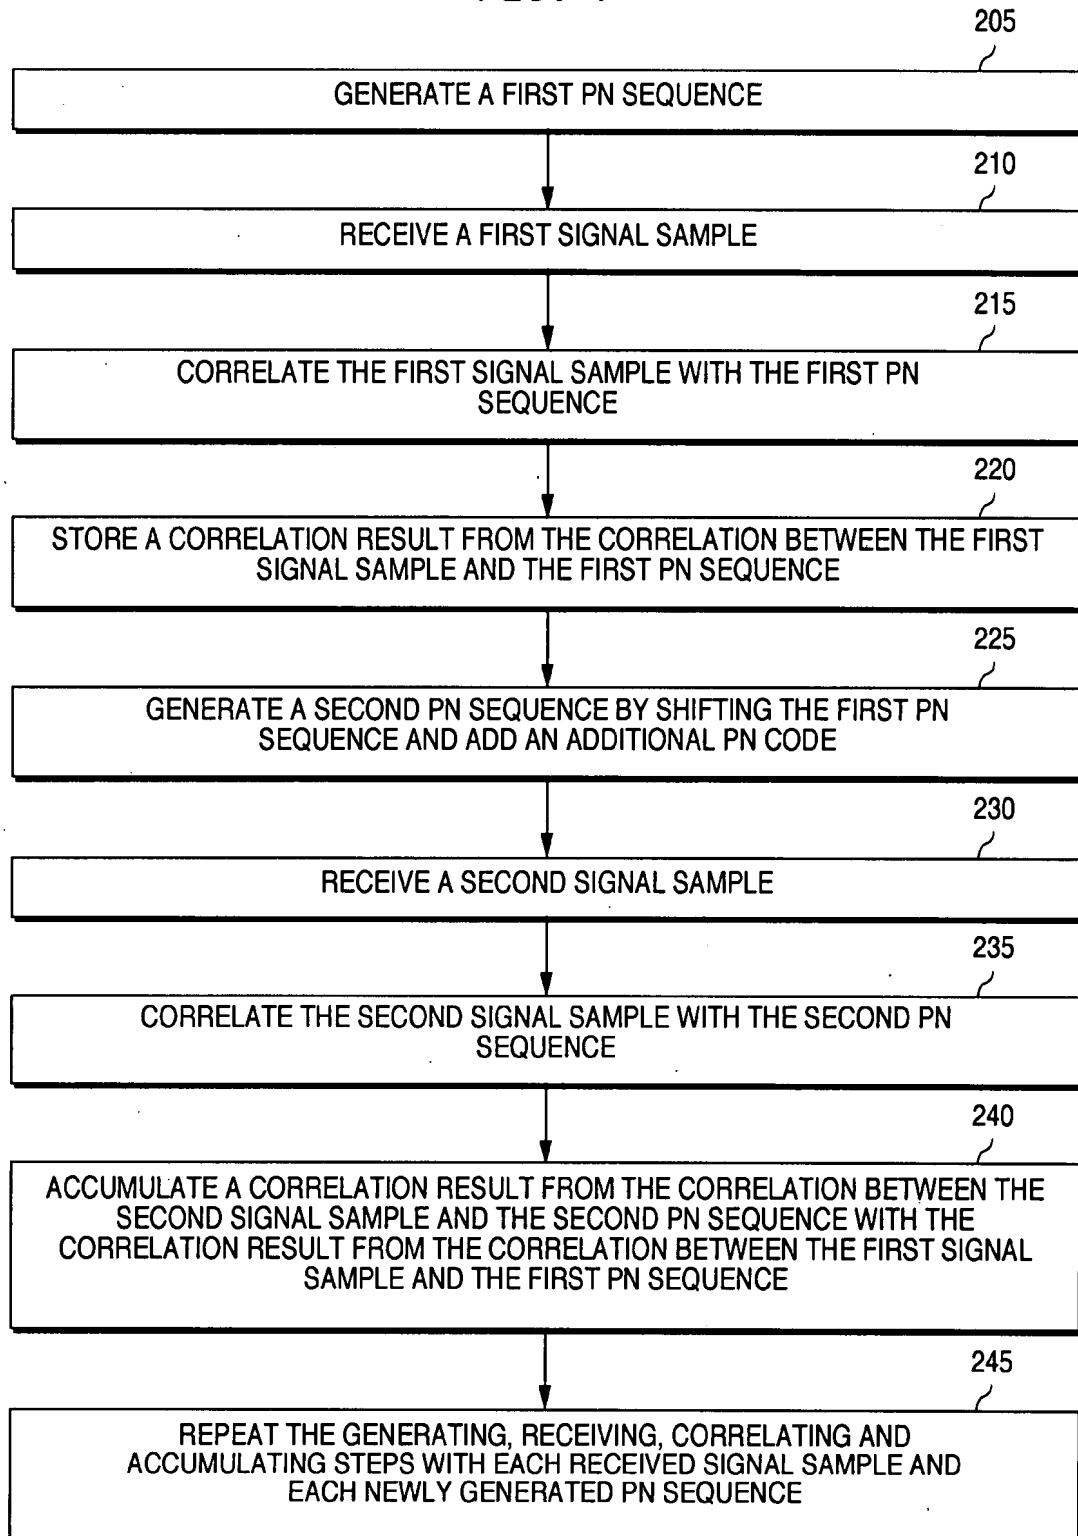 205
GENERATE A FIRST PN SEQUENCE
210
RECEIVE A FIRST SIGNAL SAMPLE
215
CORRELATE THE FIRST SIGNAL SAMPLE WITH THE FIRST PN
SEQUENCE
220
STORE A CORRELATION RESULT FROM THE CORRELATION BETWEEN THE FIRST
SIGNAL SAMPLE AND THE FIRST PN SEQUENCE
225
GENERATE A SECOND PN SEQUENCE BY SHIFTING THE FIRST PN
SEQUENCE AND ADD AN ADDITIONAL PN CODE
230
RECEIVE A SECOND SIGNAL SAMPLE
235
CORRELATE THE SECOND SIGNAL SAMPLE WITH THE SECOND PN
SEQUENCE
240
ACCUMULATE A CORRELATION RESULT FROM THE CORRELATION BETWEEN THE
SECOND SIGNAL SAMPLE AND THE SECOND PN SEQUENCE WITH THE
CORRELATION RESULT FROM THE CORRELATION BETWEEN THE FIRST SIGNAL
SAMPLE AND THE FIRST PN SEQUENCE
245
REPEAT THE GENERATING, RECEIVING, CORRELATING AND
ACCUMULATING STEPS WITH EACH RECEIVED SIGNAL SAMPLE AND
EACH NEWLY GENERATED PN SEQUENCE